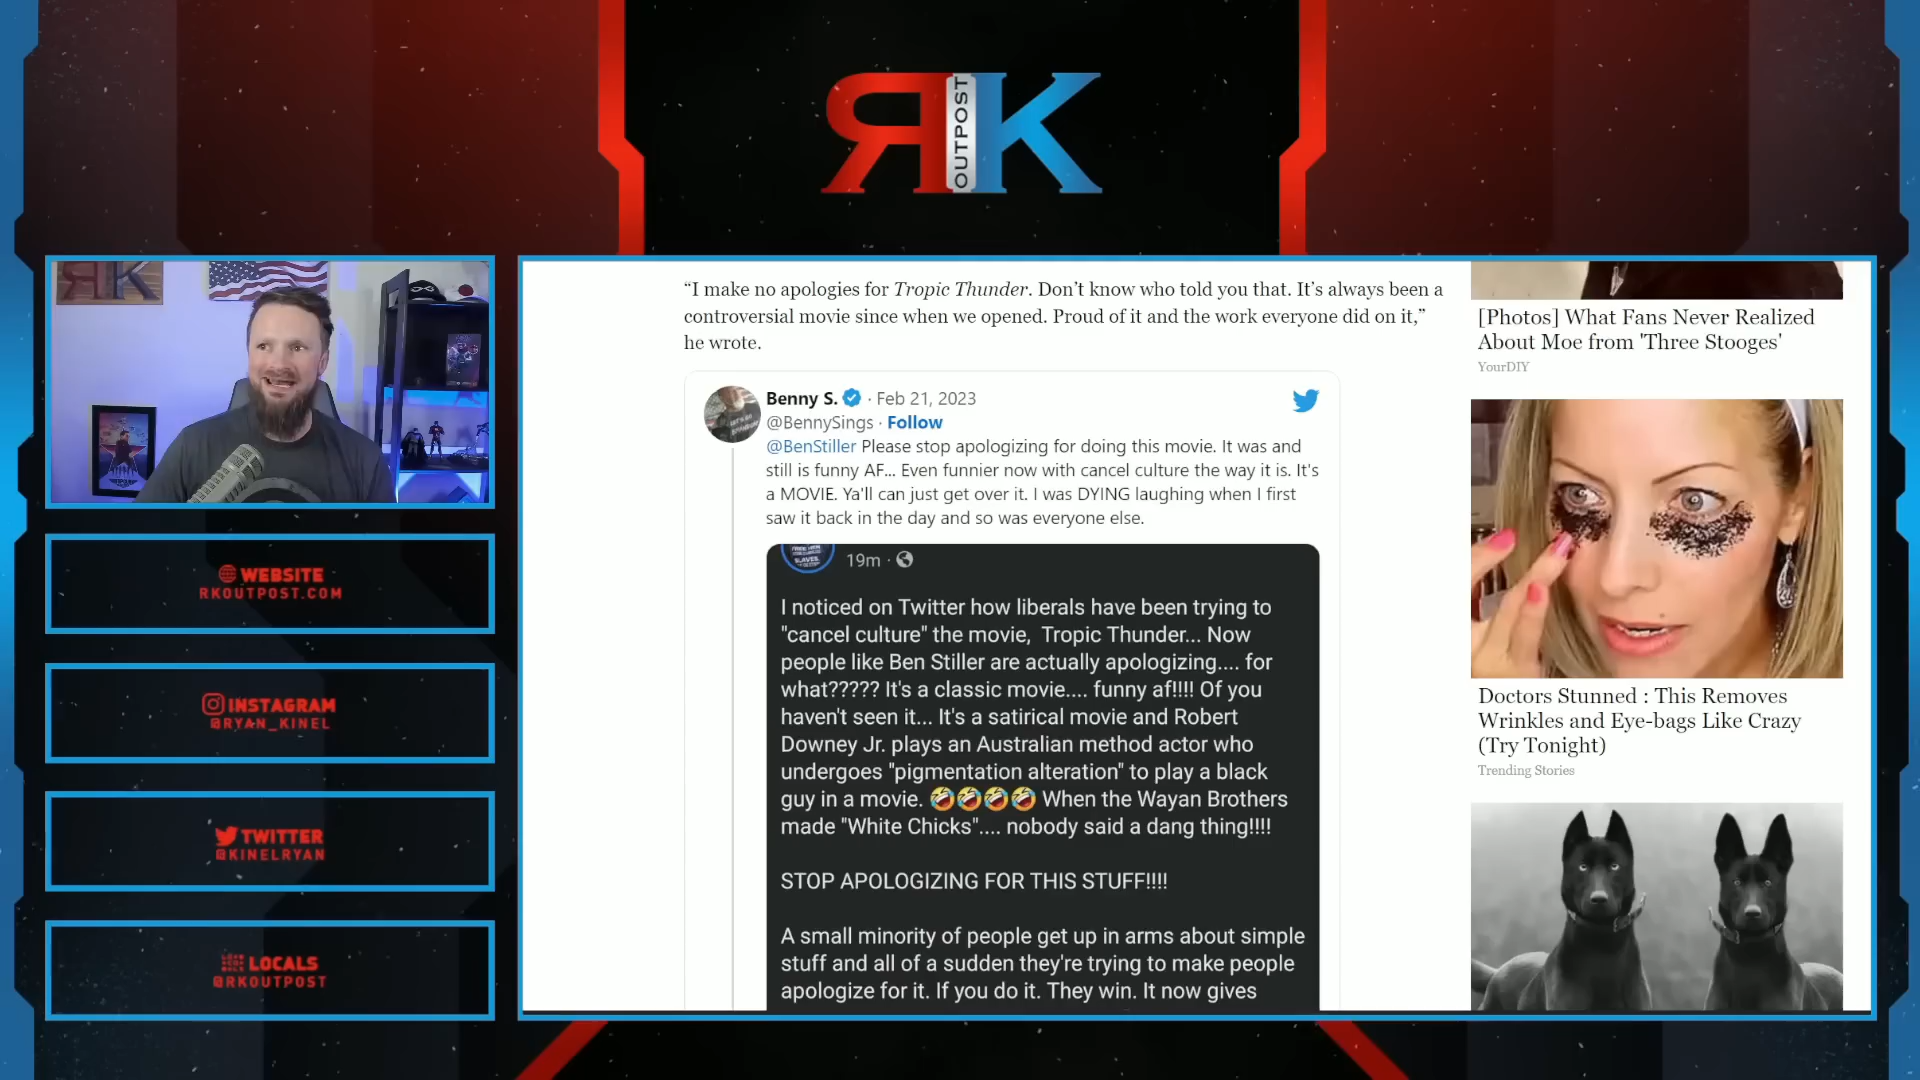 ЯK
OUTPOST
ЯK
WEBSITE
RKOUTPOST.COM
INSTAGRAM
@RYAN_KINEL
TWITTER
@KINELRYAN
LOCALS
@RKOUTPOST
“I make no apologies for Tropic Thunder. Don’t know who told you that. It’s always been a
controversial movie since when we opened. Proud of it and the work everyone did on it,”
he wrote.
Benny S. · Feb 21, 2023
@BennySings · Follow
@BenStiller Please stop apologizing for doing this movie. It was and
still is funny AF... Even funnier now with cancel culture the way it is. It's
a MOVIE. Ya'll can just get over it. I was DYING laughing when I first
saw it back in the day and so was everyone else.
19m ·
I noticed on Twitter how liberals have been trying to
"cancel culture" the movie, Tropic Thunder... Now
people like Ben Stiller are actually apologizing.... for
what????? It's a classic movie.... funny af!!!! Of you
haven't seen it... It's a satirical movie and Robert
Downey Jr. plays an Australian method actor who
undergoes "pigmentation alteration" to play a black
guy in a movie. 🤣🤣🤣🤣 When the Wayan Brothers
made "White Chicks".... nobody said a dang thing!!!!
STOP APOLOGIZING FOR THIS STUFF!!!!
A small minority of people get up in arms about simple
stuff and all of a sudden they're trying to make people
apologize for it. If you do it. They win. It now gives
[Photos] What Fans Never Realized
About Moe from 'Three Stooges'
YourDIY
Doctors Stunned : This Removes
Wrinkles and Eye-bags Like Crazy
(Try Tonight)
Trending Stories